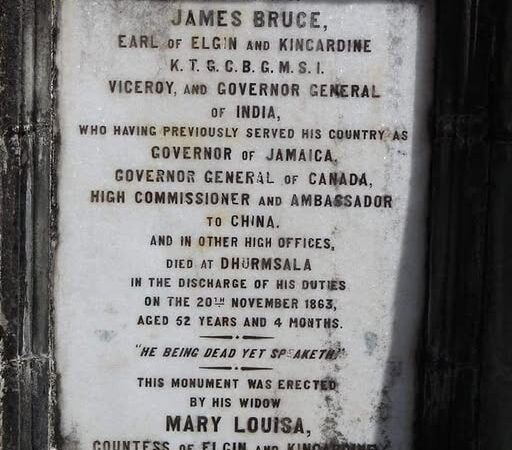 JAMES BRUCE,
EARL OF ELGIN AND KINCARDINE
K. T. G. C. B. G. M. S. I.
VICEROY, AND GOVERNOR GENERAL
OF INDIA,
WHO HAVING PREVIOUSLY SERVED HIS COUNTRY AS
GOVERNOR OF JAMAICA,
GOVERNOR GENERAL OF CANADA,
HIGH COMMISSIONER AND AMBASSADOR
TO CHINA.
AND IN OTHER HIGH OFFICES,
DIED AT DHURMSALA
IN THE DISCHARGE OF HIS DUTIES
ON THE 20TH NOVEMBER 1863,
AGED 52 YEARS AND 4 MONTHS.
"HE BEING DEAD YET SPEAKETH"
THIS MONUMENT WAS ERECTED
BY HIS WIDOW
MARY LOUISA,
COUNTESS OF ELGIN AND KINCARDINE